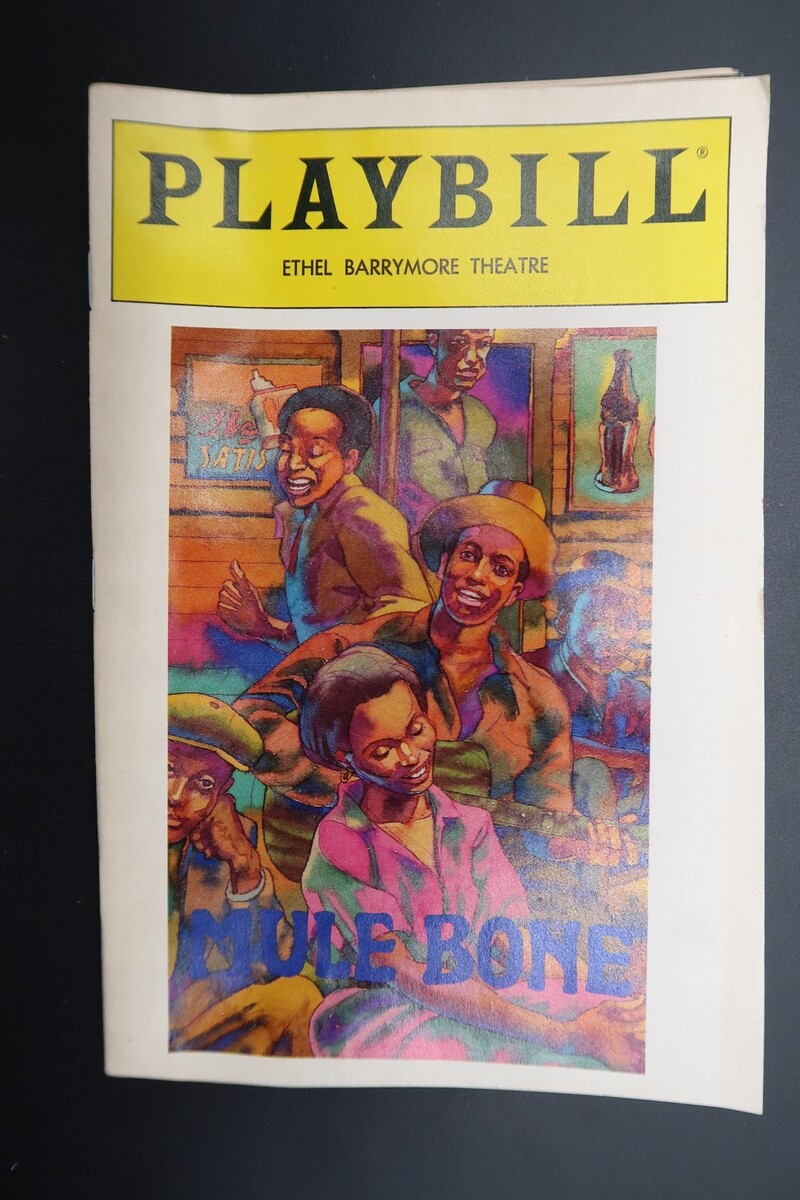 PLAYBILL®
ETHEL BARRYMORE THEATRE
SATIS
MULE BONE